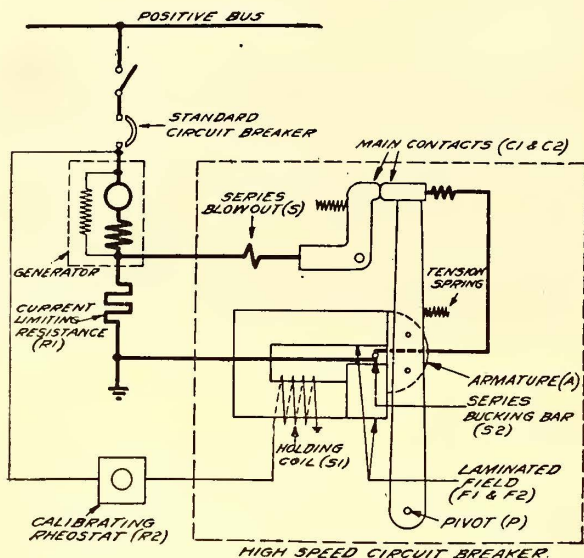 POSITIVE BUS
STANDARD
CIRCUIT BREAKER
MAIN CONTACTS (C1 & C2)
SERIES
BLOWOUT (S)
GENERATOR
TENSION
SPRING
CURRENT
LIMITING
RESISTANCE
(R1)
ARMATURE (A)
SERIES
BUCKING BAR
(S2)
HOLDING
COIL (S1)
LAMINATED
FIELD
(F1 & F2)
CALIBRATING
RHEOSTAT (R2)
PIVOT (P)
HIGH SPEED CIRCUIT BREAKER.